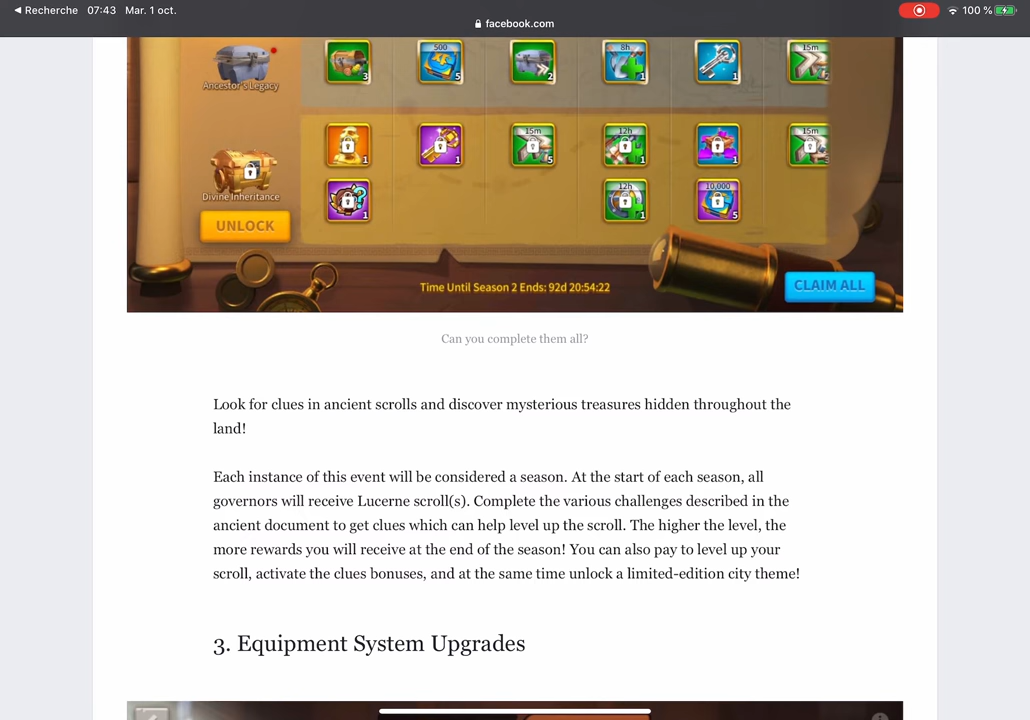 ◀ Recherche 07:43 Mar. 1 oct. 100 %
facebook.com
3 500 5 2 8h 1 1 15m
Ancestor's Legacy
1 1 15m 5 12h 1 1 15m
Divine Inheritance
1 12h 1 10,000 5
UNLOCK
Time Until Season 2 Ends: 92d 20:54:22
CLAIM ALL
Can you complete them all?
Look for clues in ancient scrolls and discover mysterious treasures hidden throughout the
land!
Each instance of this event will be considered a season. At the start of each season, all
governors will receive Lucerne scroll(s). Complete the various challenges described in the
ancient document to get clues which can help level up the scroll. The higher the level, the
more rewards you will receive at the end of the season! You can also pay to level up your
scroll, activate the clues bonuses, and at the same time unlock a limited-edition city theme!
3. Equipment System Upgrades